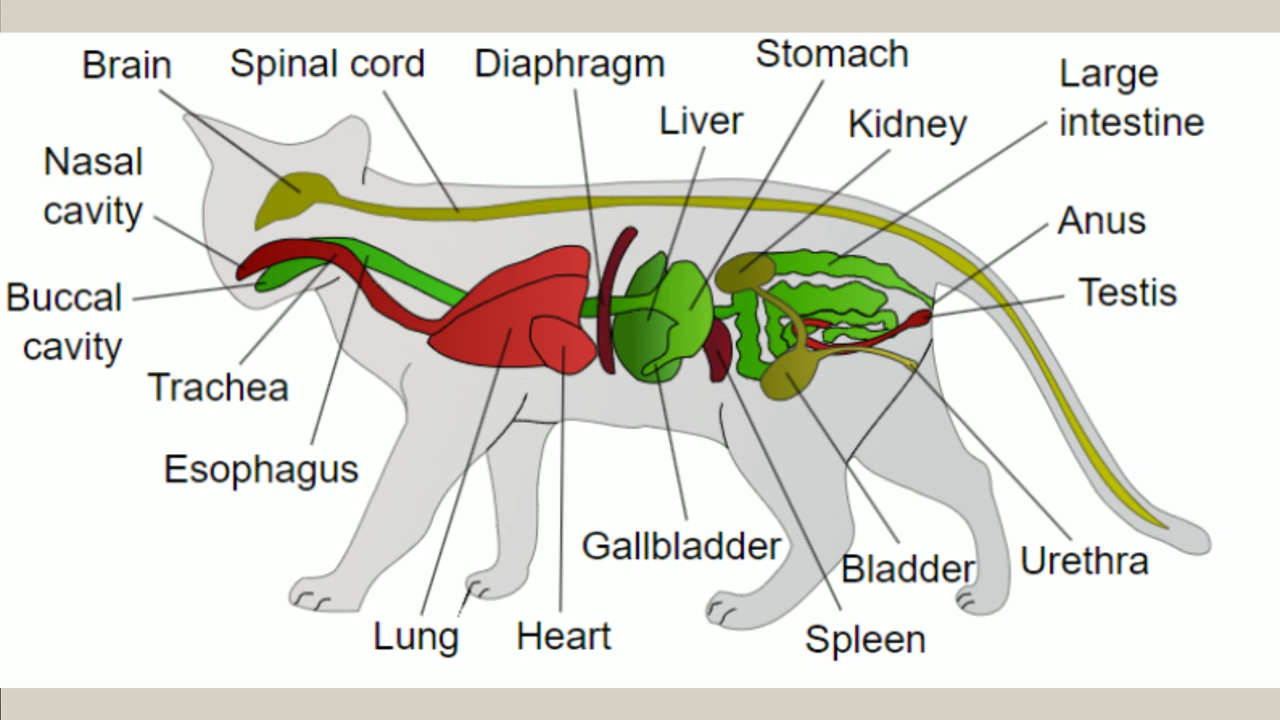 Brain
Spinal cord
Diaphragm
Stomach
Liver
Kidney
Large
intestine
Nasal
cavity
Anus
Buccal
cavity
Testis
Trachea
Esophagus
Gallbladder
Bladder
Urethra
Lung
Heart
Spleen